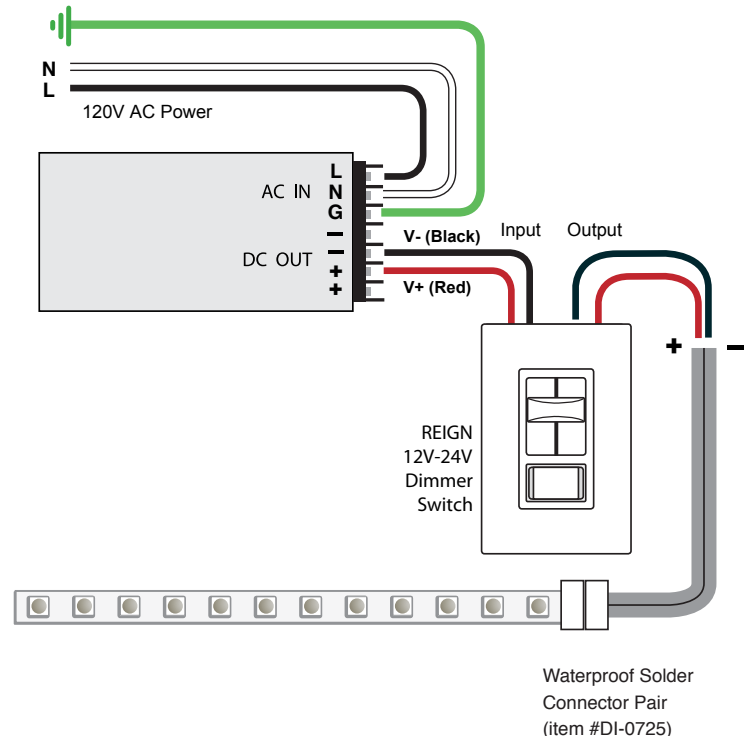 N
L
120V AC Power
AC IN
L
N
G
−
DC OUT
−
+
+
V- (Black)
V+ (Red)
Input
Output
+
−
REIGN
12V-24V
Dimmer
Switch
Waterproof Solder
Connector Pair
(item #DI-0725)